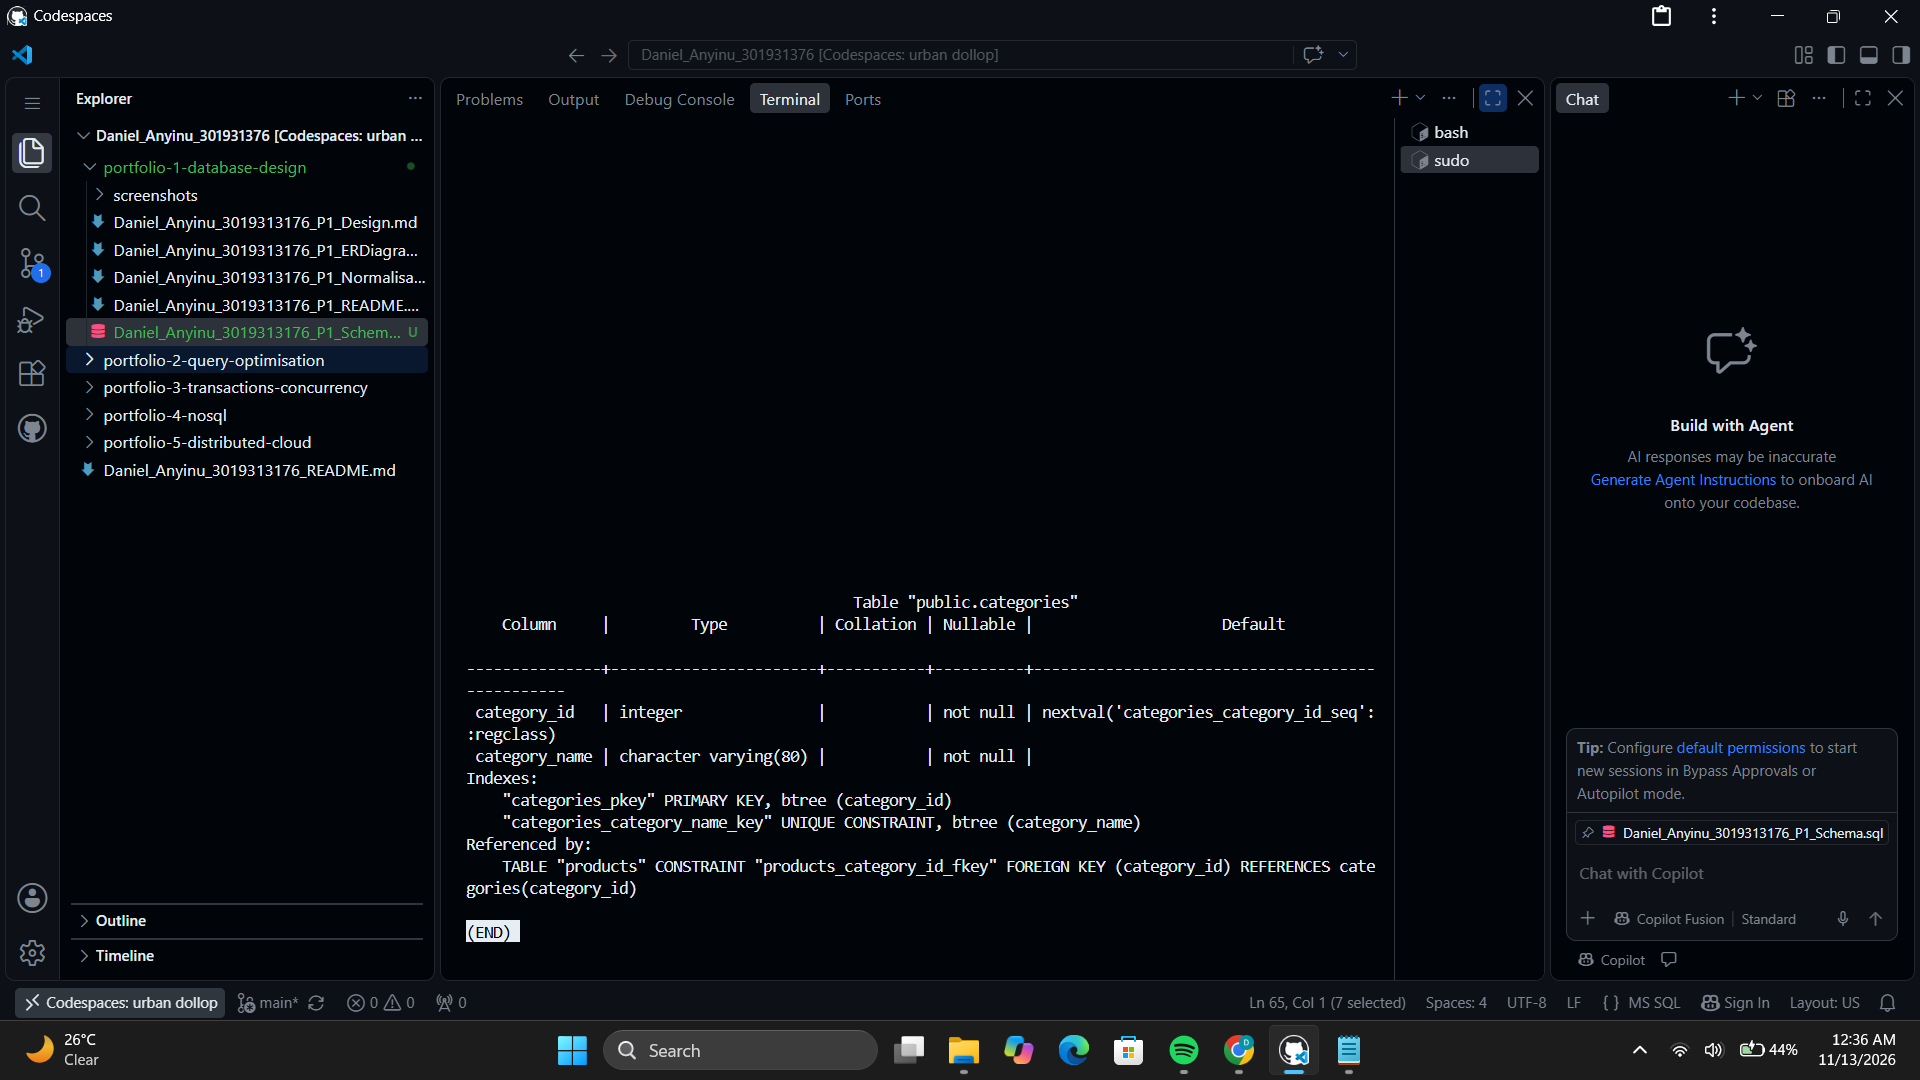 Codespaces
Daniel_Anyinu_301931376 [Codespaces: urban dollop]
Explorer
Daniel_Anyinu_301931376 [Codespaces: urban ...
portfolio-1-database-design
screenshots
Daniel_Anyinu_3019313176_P1_Design.md
Daniel_Anyinu_3019313176_P1_ERDiagra...
Daniel_Anyinu_3019313176_P1_Normalisa...
Daniel_Anyinu_3019313176_P1_README....
Daniel_Anyinu_3019313176_P1_Schem... U
portfolio-2-query-optimisation
portfolio-3-transactions-concurrency
portfolio-4-nosql
portfolio-5-distributed-cloud
Daniel_Anyinu_3019313176_README.md
1
Outline
Timeline
Problems Output Debug Console Terminal Ports
bash
sudo
Table "public.categories"
Column | Type | Collation | Nullable | Default
---------------+-----------------------+-----------+----------+--------------------------------------
-----------
category_id | integer | | not null | nextval('categories_category_id_seq':
:regclass)
category_name | character varying(80) | | not null |
Indexes:
"categories_pkey" PRIMARY KEY, btree (category_id)
"categories_category_name_key" UNIQUE CONSTRAINT, btree (category_name)
Referenced by:
TABLE "products" CONSTRAINT "products_category_id_fkey" FOREIGN KEY (category_id) REFERENCES cate
gories(category_id)
(END)
Chat
Build with Agent
AI responses may be inaccurate
Generate Agent Instructions to onboard AI
onto your codebase.
Tip: Configure default permissions to start
new sessions in Bypass Approvals or
Autopilot mode.
Daniel_Anyinu_3019313176_P1_Schema.sql
Chat with Copilot
Copilot Fusion Standard
Copilot
Codespaces: urban dollop main* 0 0 0
Ln 65, Col 1 (7 selected) Spaces: 4 UTF-8 LF { } MS SQL Sign In Layout: US
26°C
Clear
Search
D
44%
12:36 AM
11/13/2026